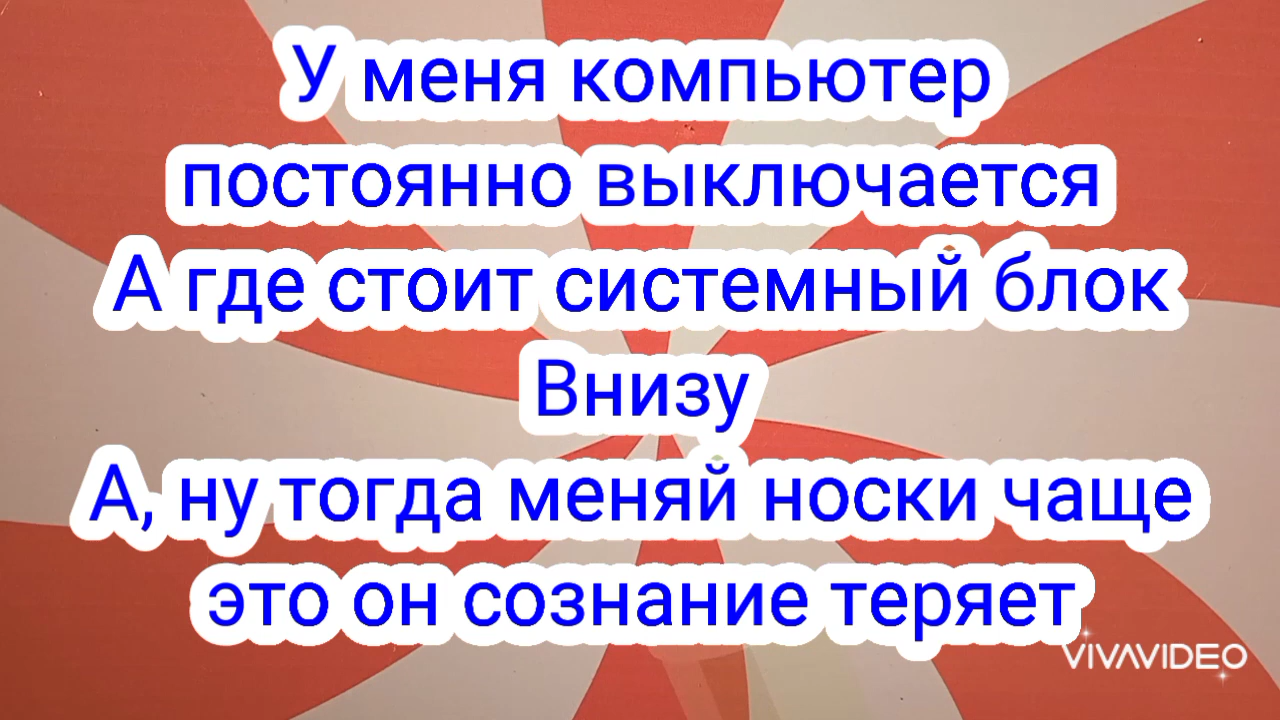 У меня компьютер
постоянно выключается
А где стоит системный блок
Внизу
А, ну тогда меняй носки чаще
это он сознание теряет
VIVAVIDEO